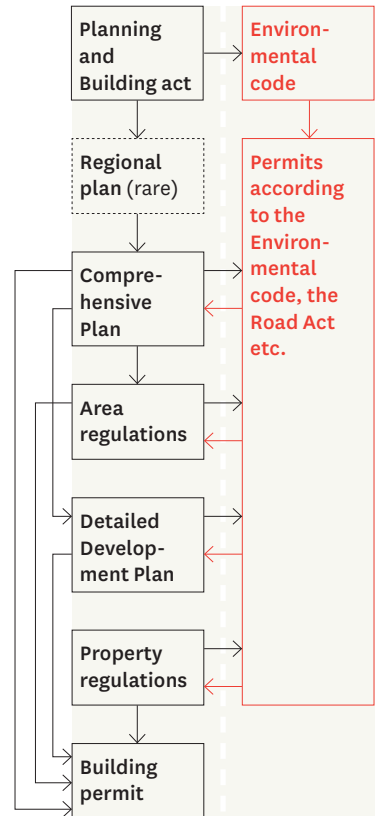 Planning
and
Building act
Environ-
mental
code
Regional
plan (rare)
Permits
according
to the
Environ-
mental
code, the
Road Act
etc.
Compre-
hensive
Plan
Area
regulations
Detailed
Develop-
ment Plan
Property
regulations
Building
permit